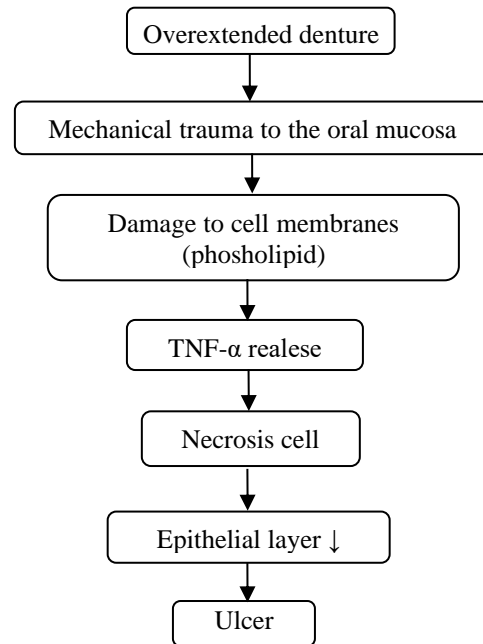 Overextended denture
Mechanical trauma to the oral mucosa
Damage to cell membranes
(phosholipid)
TNF-α realese
Necrosis cell
Epithelial layer ↓
Ulcer